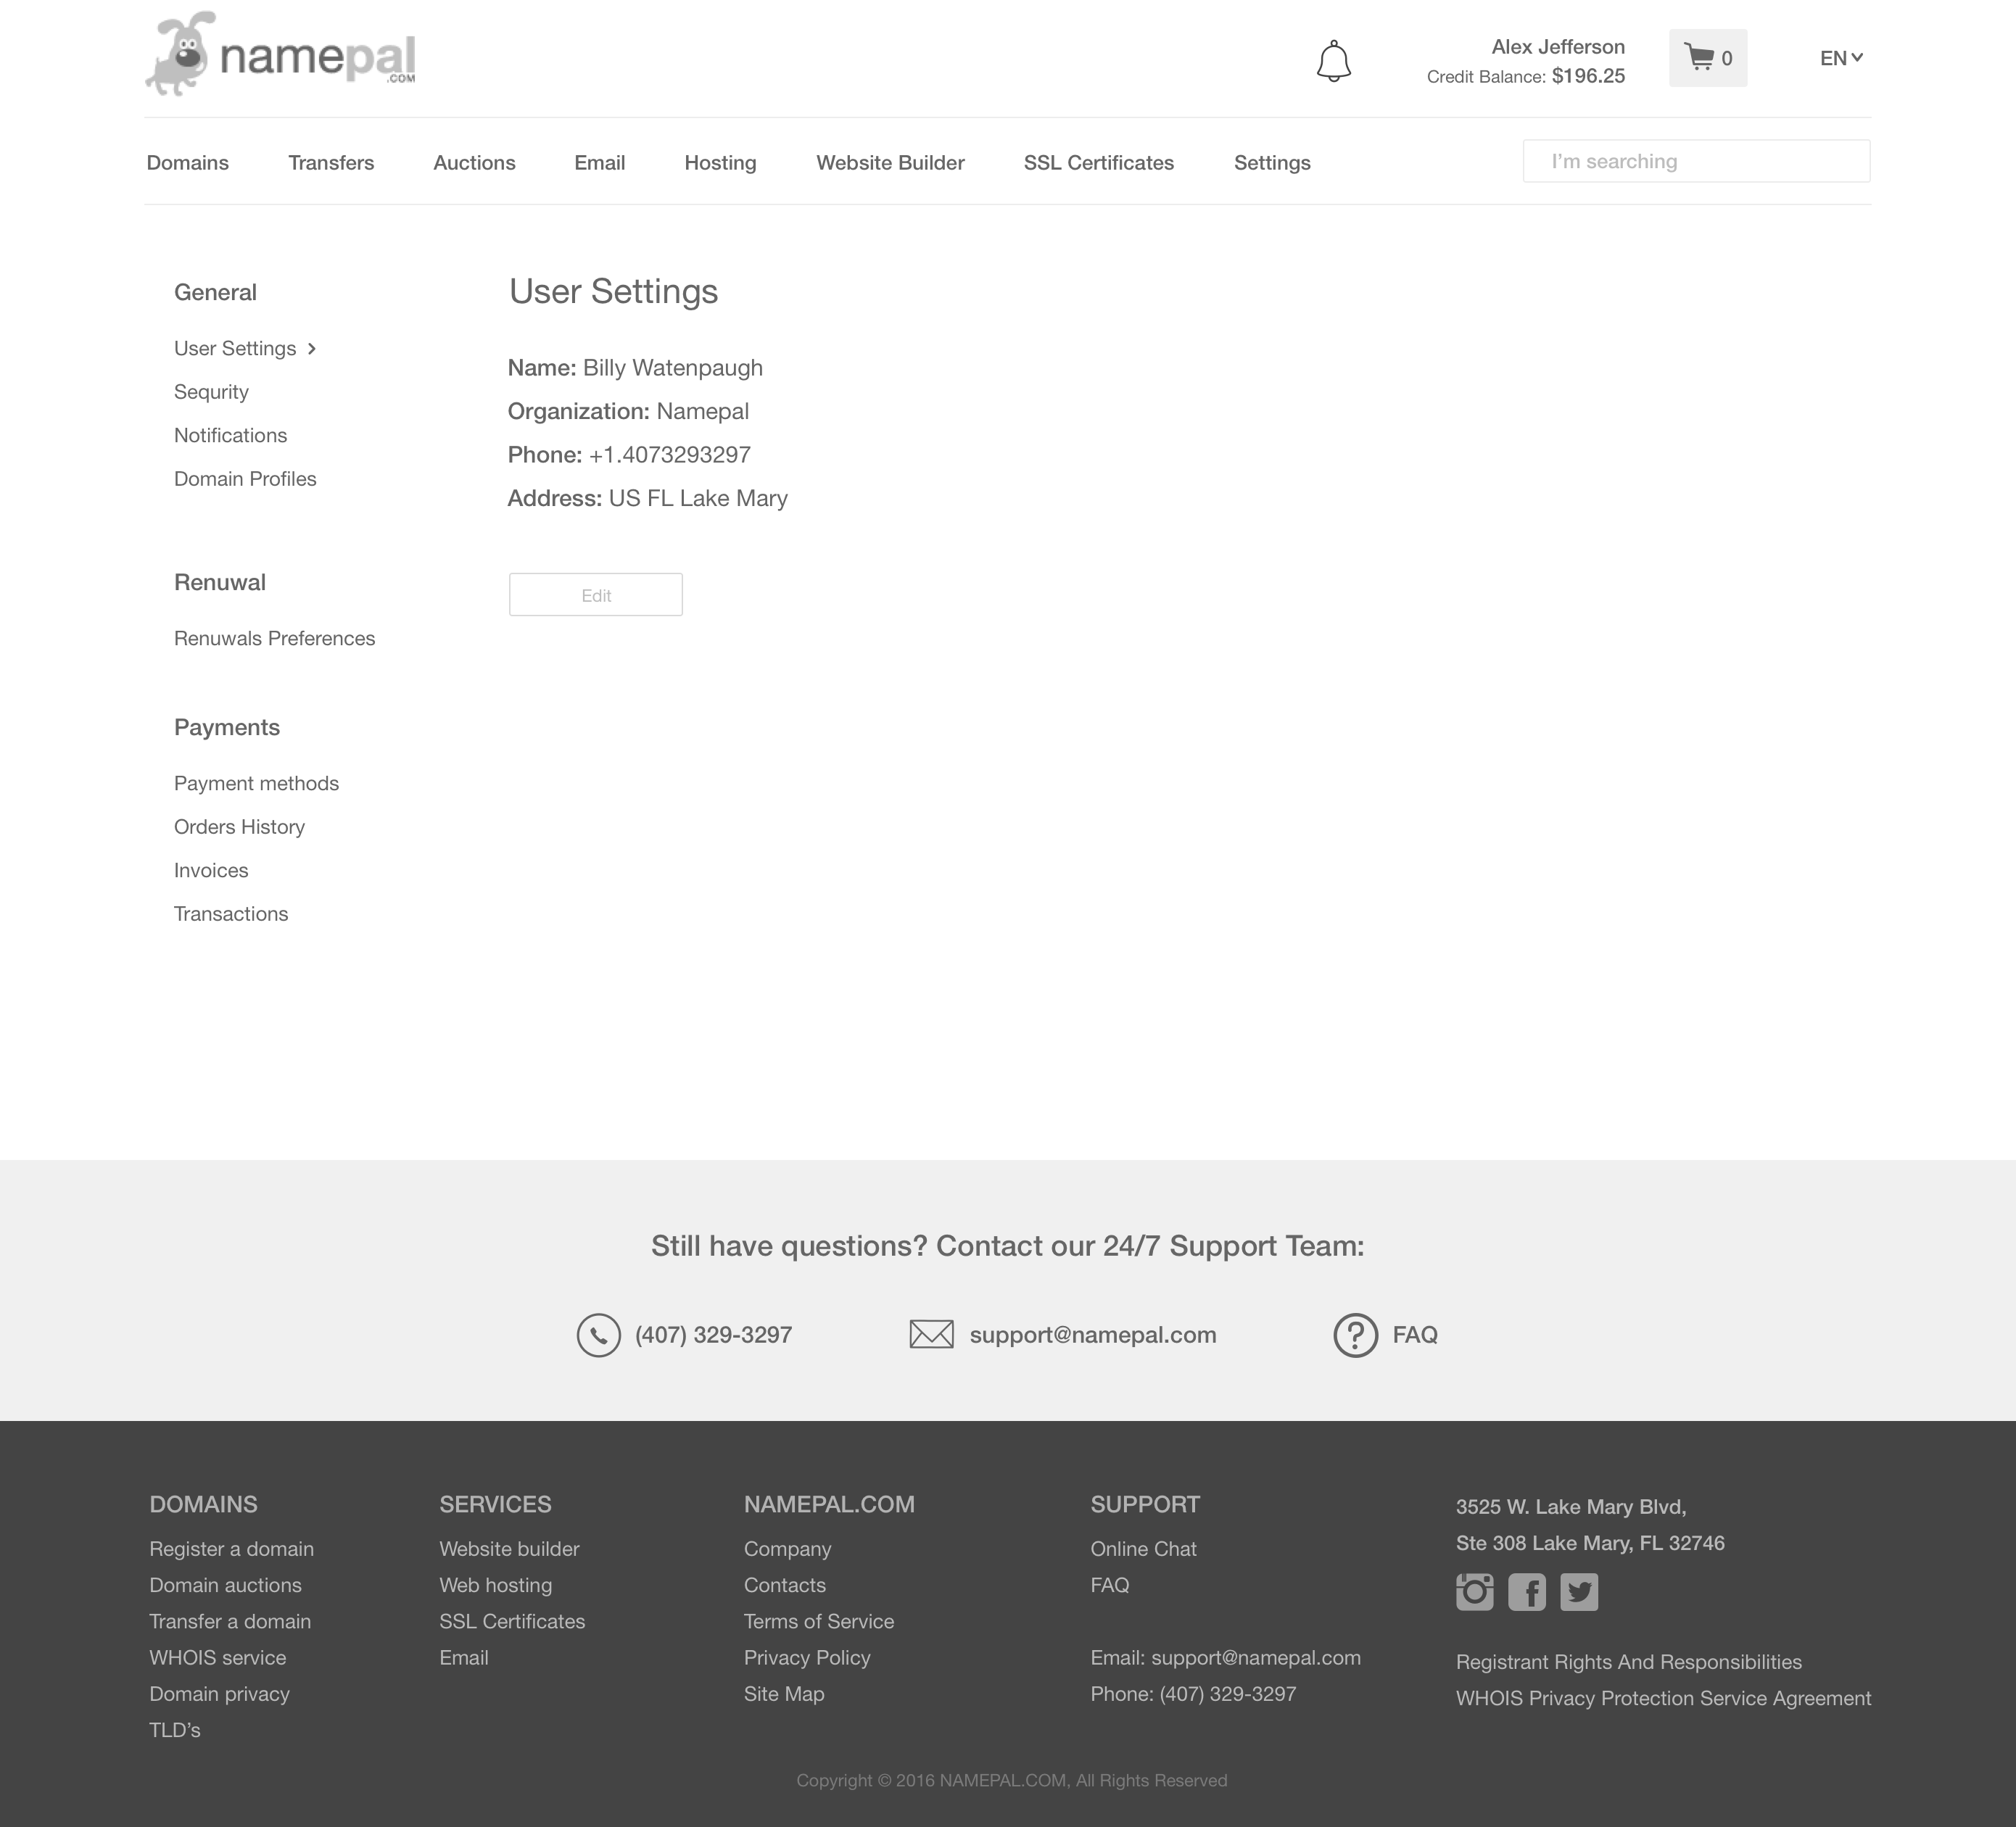 namepal
.COM
Alex Jefferson
Credit Balance: $196.25
0
EN
Domains Transfers Auctions Email Hosting Website Builder SSL Certificates Settings
I'm searching
General
User Settings
Sequrity
Notifications
Domain Profiles
Renuwal
Renuwals Preferences
Payments
Payment methods
Orders History
Invoices
Transactions
User Settings
Name: Billy Watenpaugh
Organization: Namepal
Phone: +1.4073293297
Address: US FL Lake Mary
Edit
Still have questions? Contact our 24/7 Support Team:
(407) 329-3297
support@namepal.com
FAQ
DOMAINS
Register a domain
Domain auctions
Transfer a domain
WHOIS service
Domain privacy
TLD's
SERVICES
Website builder
Web hosting
SSL Certificates
Email
NAMEPAL.COM
Company
Contacts
Terms of Service
Privacy Policy
Site Map
SUPPORT
Online Chat
FAQ
Email: support@namepal.com
Phone: (407) 329-3297
3525 W. Lake Mary Blvd,
Ste 308 Lake Mary, FL 32746
Registrant Rights And Responsibilities
WHOIS Privacy Protection Service Agreement
Copyright © 2016 NAMEPAL.COM, All Rights Reserved